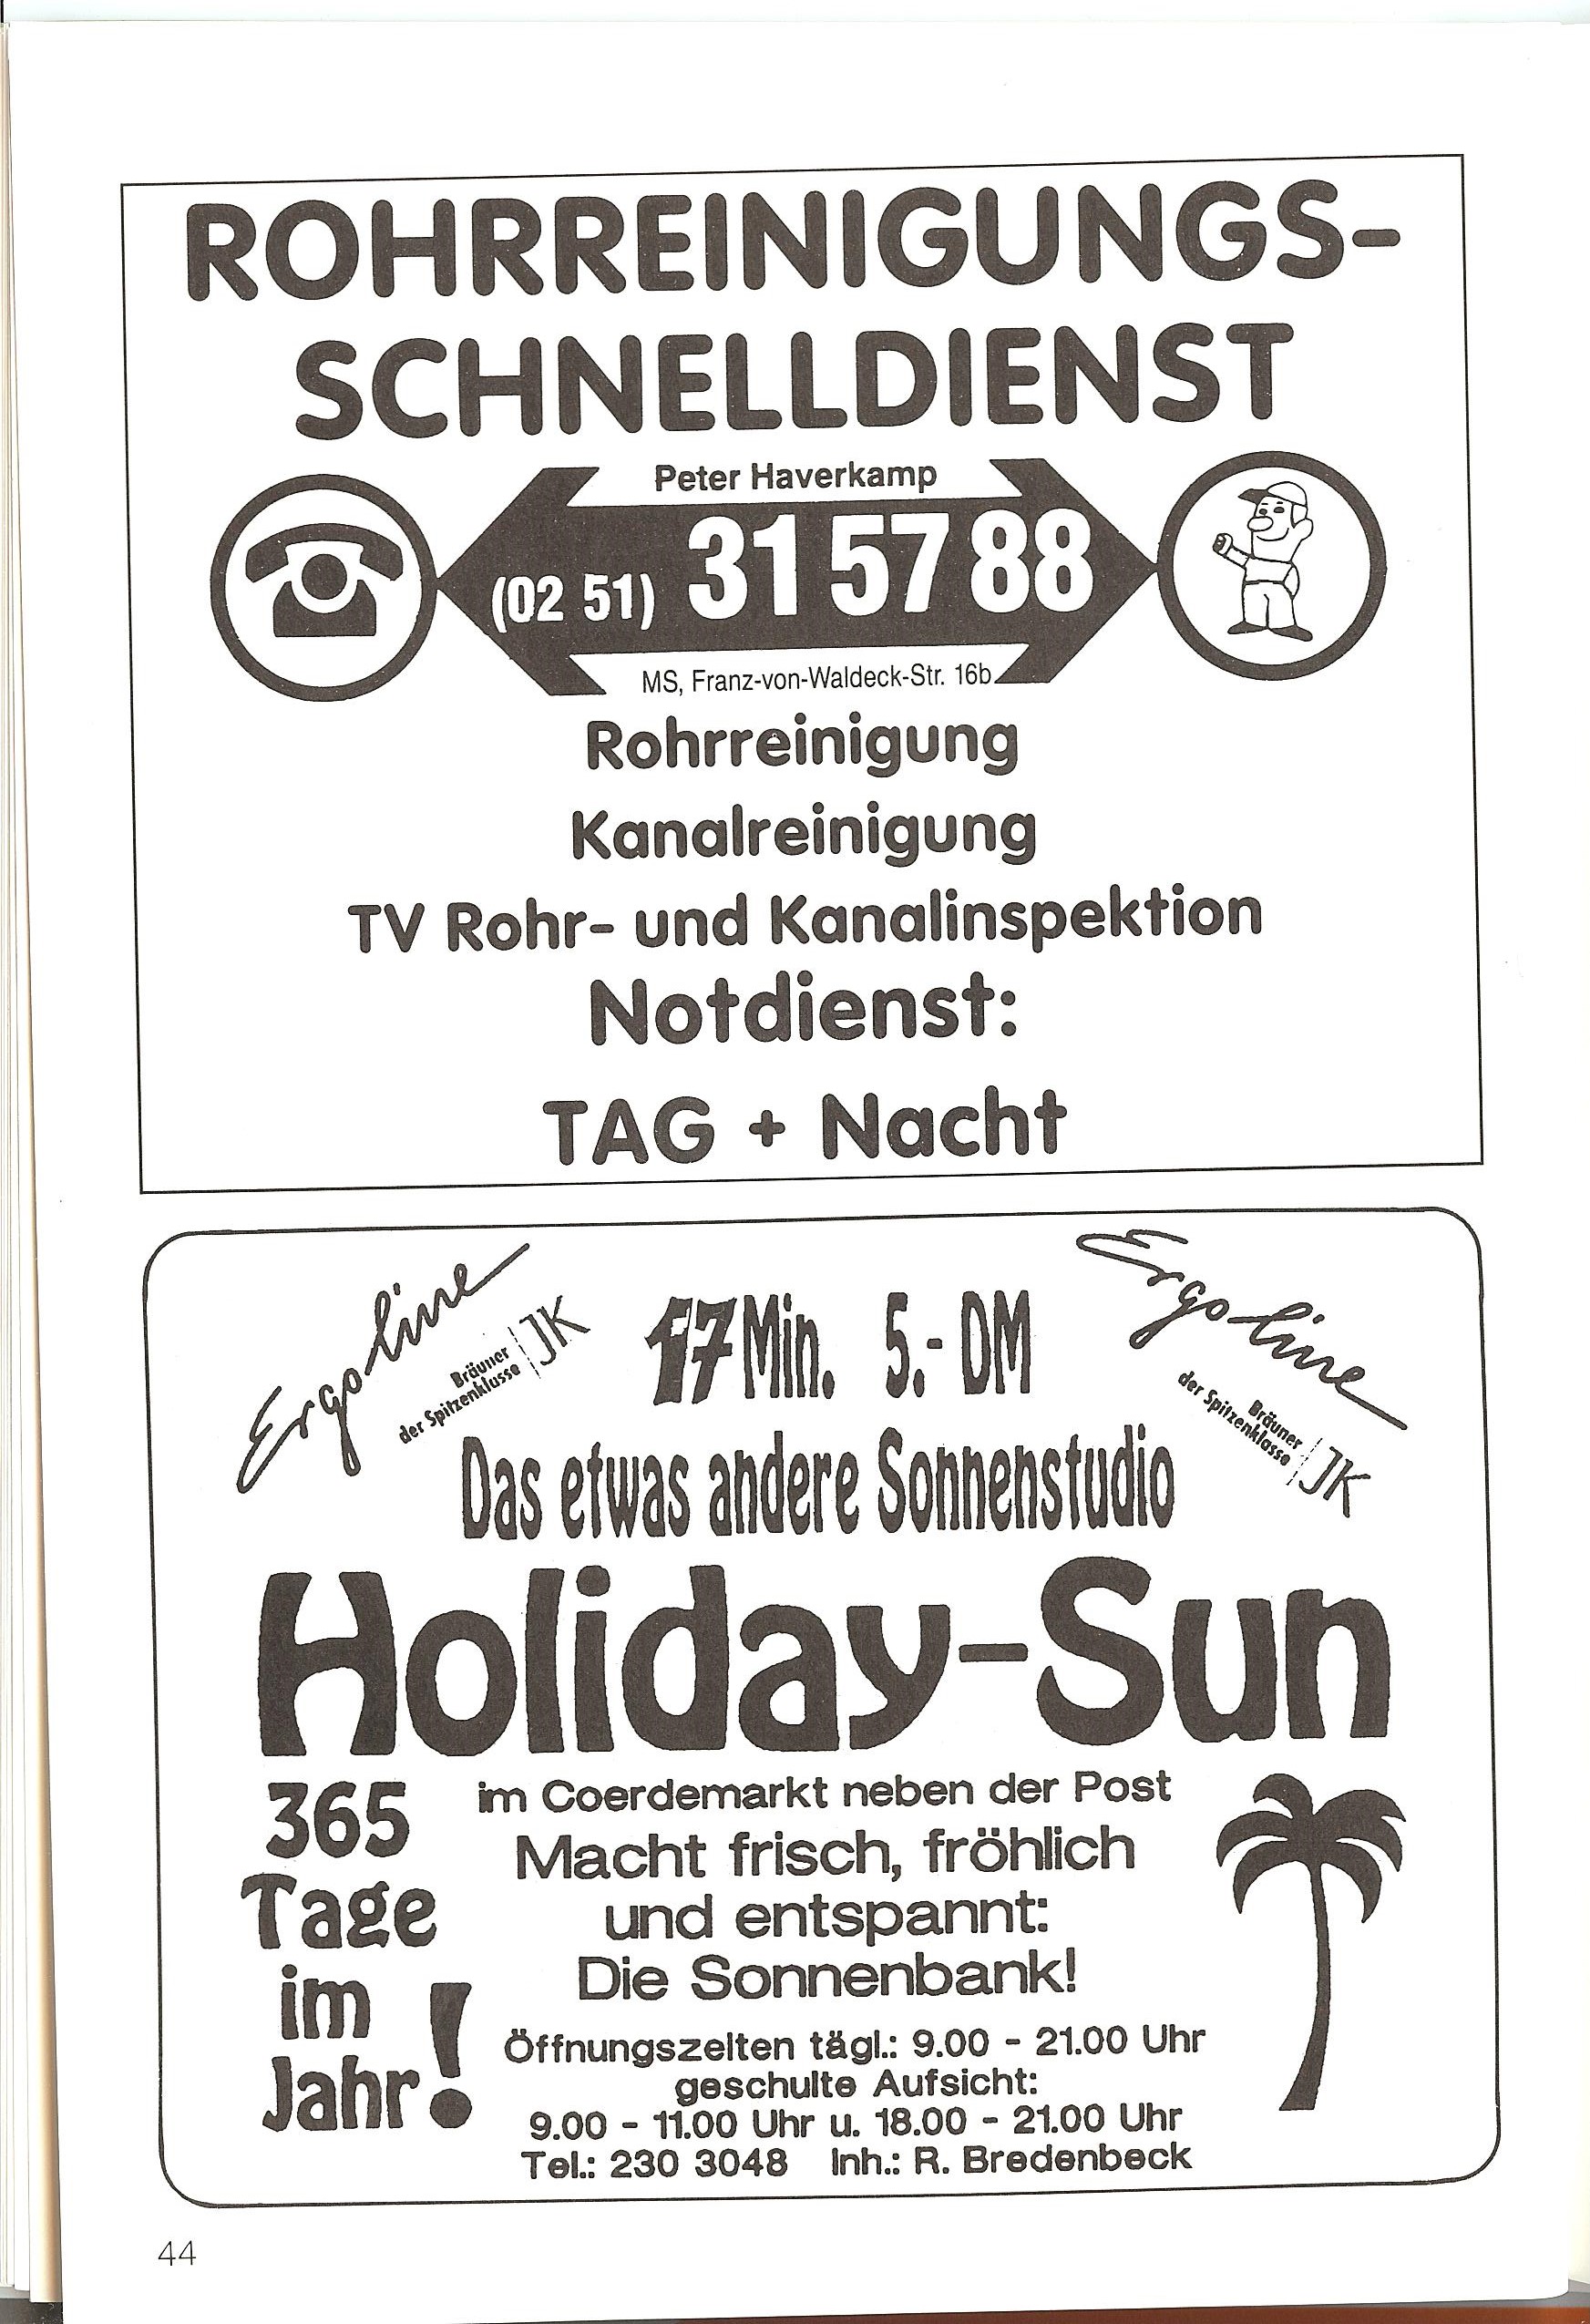 ROHRREINIGUNGS-
SCHNELLDIENST
Peter Haverkamp
(02 51) 31 57 88
MS, Franz-von-Waldeck-Str. 16b
Rohrreinigung
Kanalreinigung
TV Rohr- und Kanalinspektion
Notdienst:
TAG + Nacht
Ergoline
Bräuner
der Spitzenklasse
JK
17 Min. 5.- DM
Ergoline
Bräuner
der Spitzenklasse
JK
Das etwas andere Sonnenstudio
Holiday-Sun
365
Tage
im
Jahr!
im Coerdemarkt neben der Post
Macht frisch, fröhlich
und entspannt:
Die Sonnenbank!
Öffnungszeiten tägl.: 9.00 - 21.00 Uhr
geschulte Aufsicht:
9.00 - 11.00 Uhr u. 18.00 - 21.00 Uhr
Tel.: 230 3048 Inh.: R. Bredenbeck
44